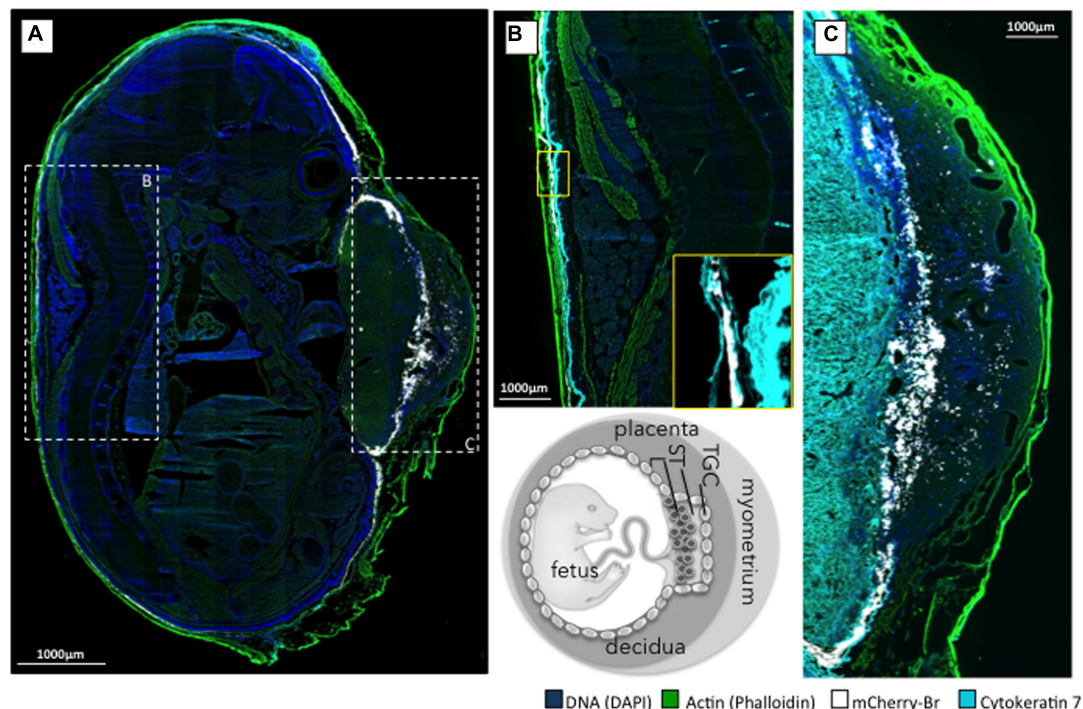 A
B
C
1000μm
B
C
1000μm
1000μm
placenta
ST
TGC
myometrium
fetus
decidua
DNA (DAPI) Actin (Phalloidin) mCherry-Br Cytokeratin 7